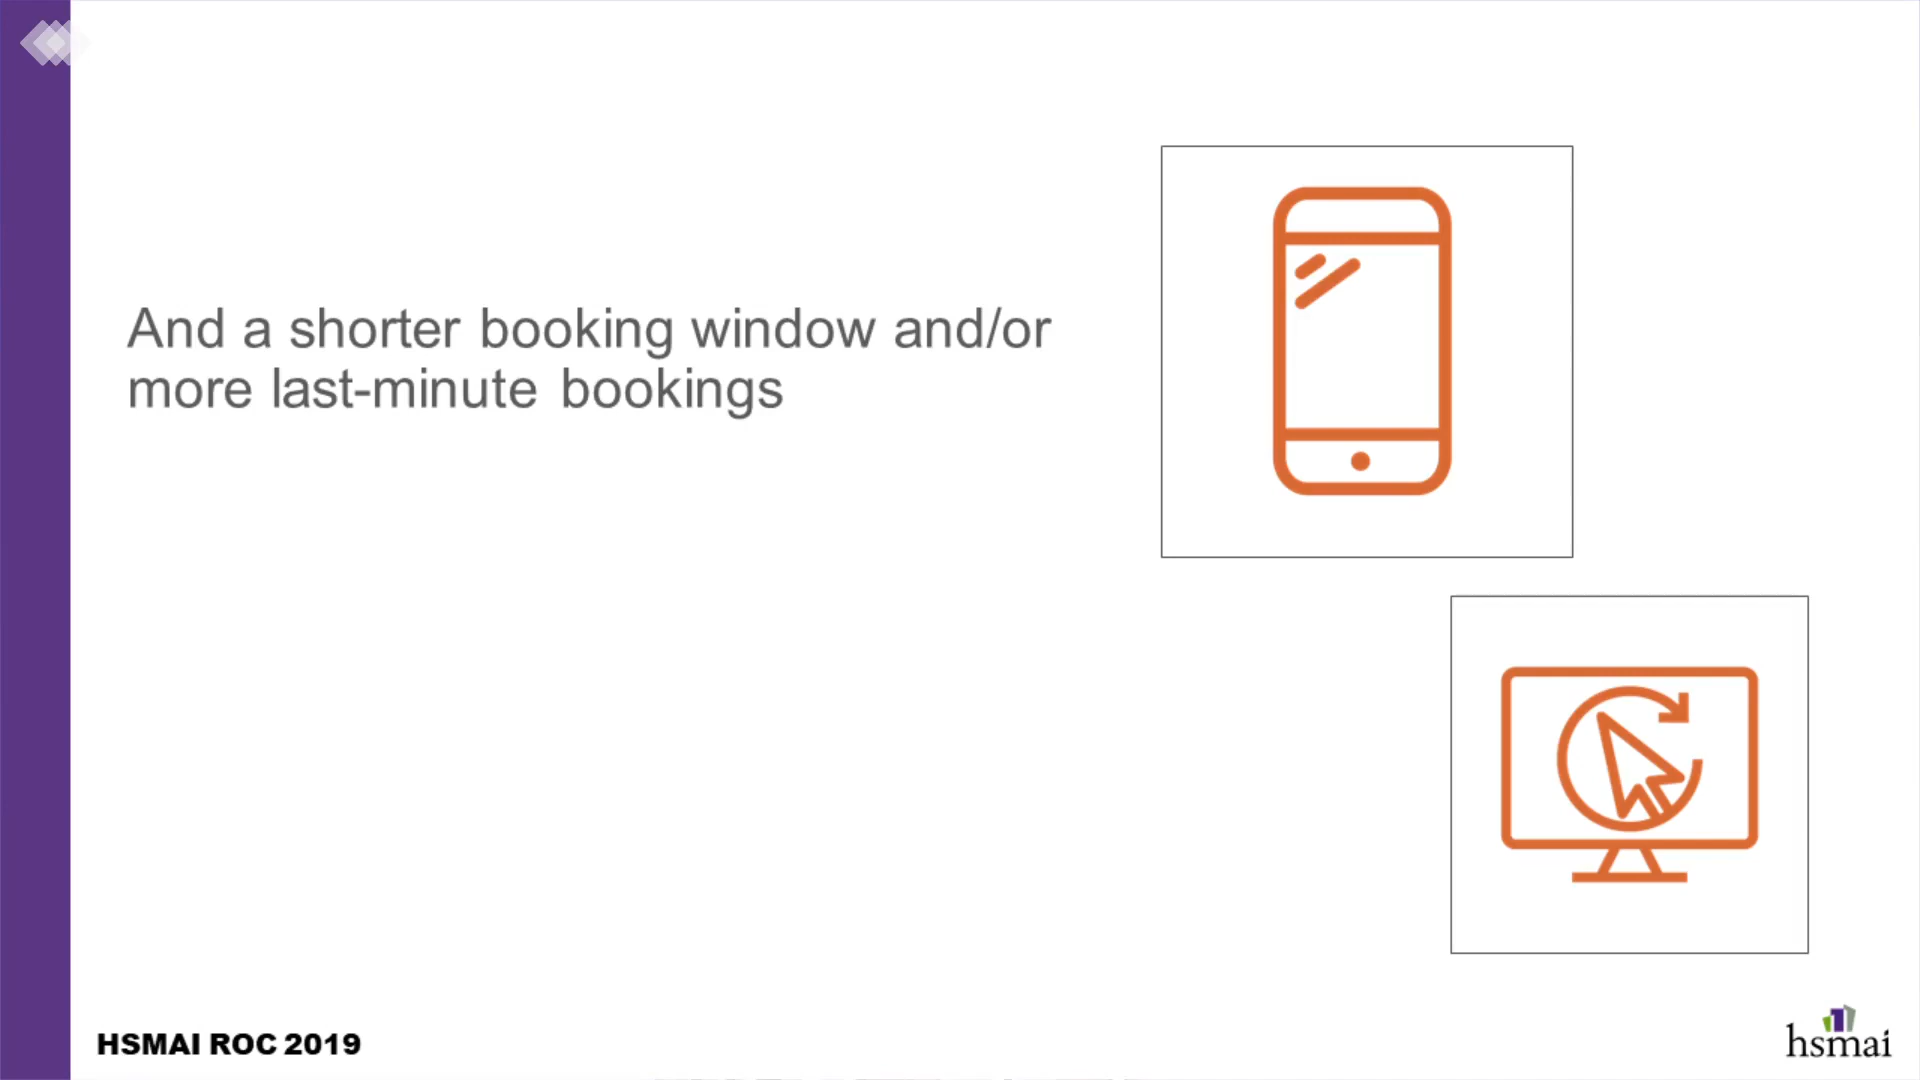 And a shorter booking window and/or
more last-minute bookings
HSMAI ROC 2019
hsmai